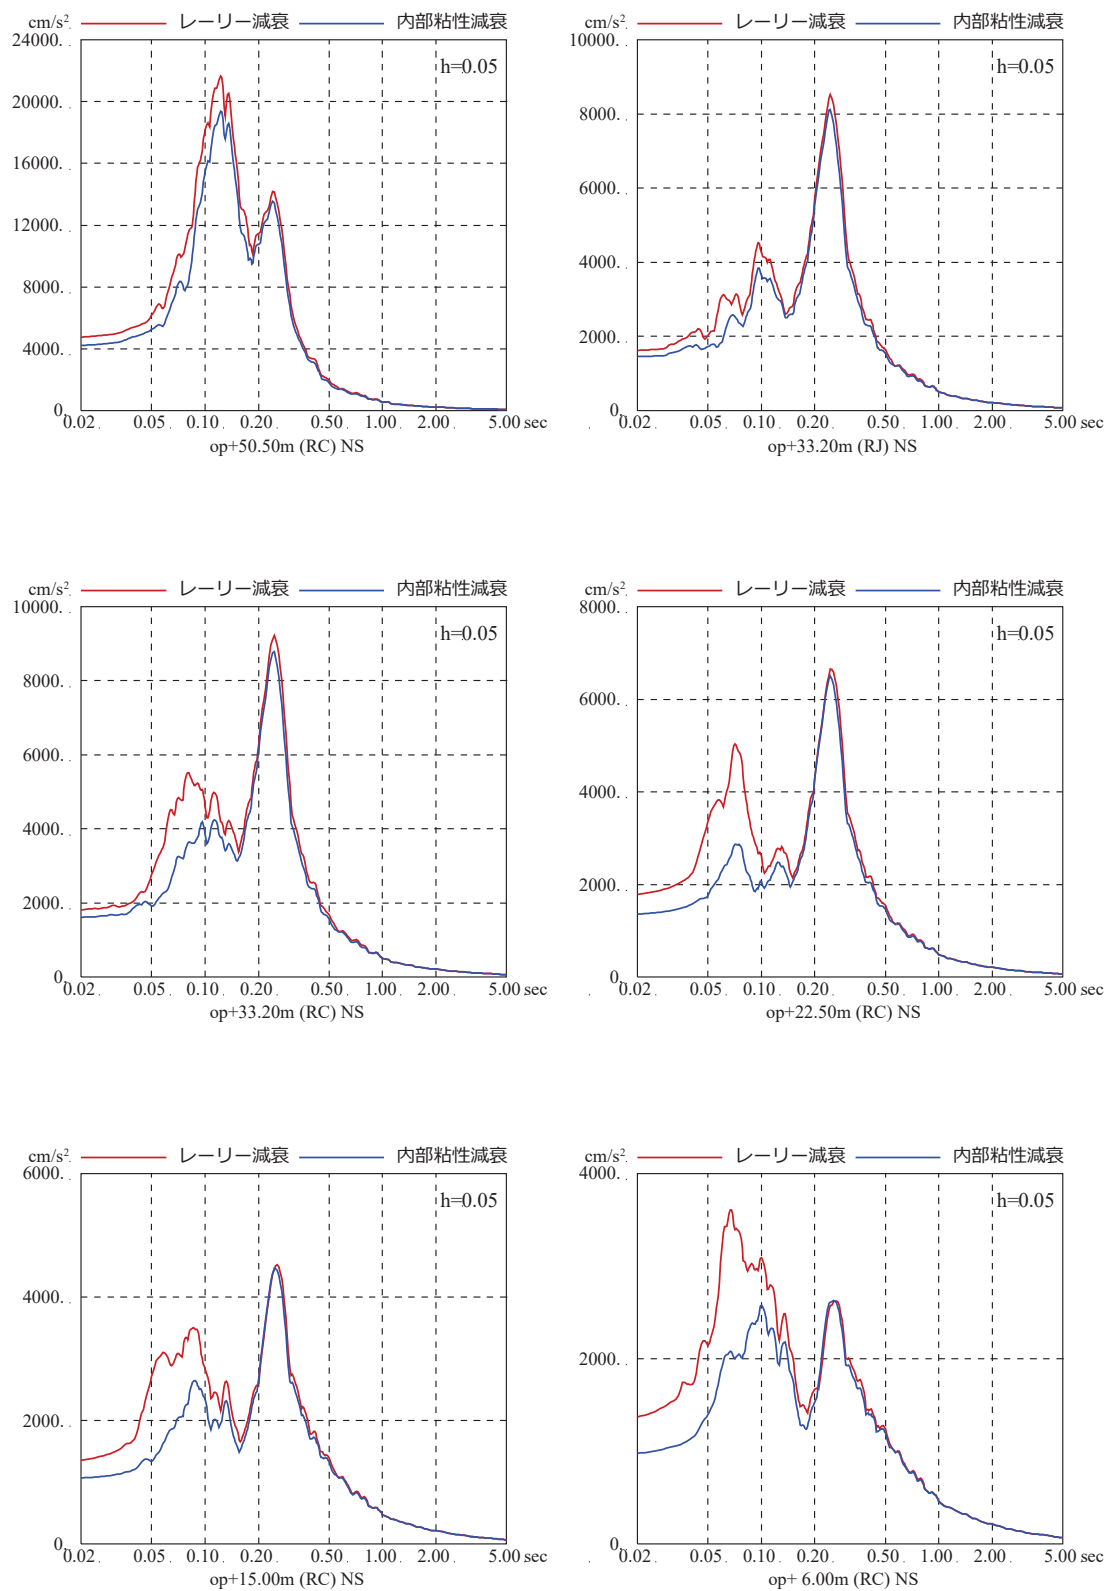 cm/s². レーリー減衰 内部粘性減衰
24000.
h=0.05
20000.
16000.
12000.
8000.
4000.
0.
0.02 0.05 0.10 0.20 0.50 1.00 2.00 5.00 sec
op+50.50m (RC) NS
cm/s². レーリー減衰 内部粘性減衰
10000.
h=0.05
8000.
6000.
4000.
2000.
0.
0.02 0.05 0.10 0.20 0.50 1.00 2.00 5.00 sec
op+33.20m (RJ) NS
cm/s². レーリー減衰 内部粘性減衰
10000.
h=0.05
8000.
6000.
4000.
2000.
0.
0.02 0.05 0.10 0.20 0.50 1.00 2.00 5.00 sec
op+33.20m (RC) NS
cm/s². レーリー減衰 内部粘性減衰
8000.
h=0.05
6000.
4000.
2000.
0.
0.02 0.05 0.10 0.20 0.50 1.00 2.00 5.00 sec
op+22.50m (RC) NS
cm/s². レーリー減衰 内部粘性減衰
6000.
h=0.05
4000.
2000.
0.
0.02 0.05 0.10 0.20 0.50 1.00 2.00 5.00 sec
op+15.00m (RC) NS
cm/s². レーリー減衰 内部粘性減衰
4000.
h=0.05
2000.
0.
0.02 0.05 0.10 0.20 0.50 1.00 2.00 5.00 sec
op+ 6.00m (RC) NS